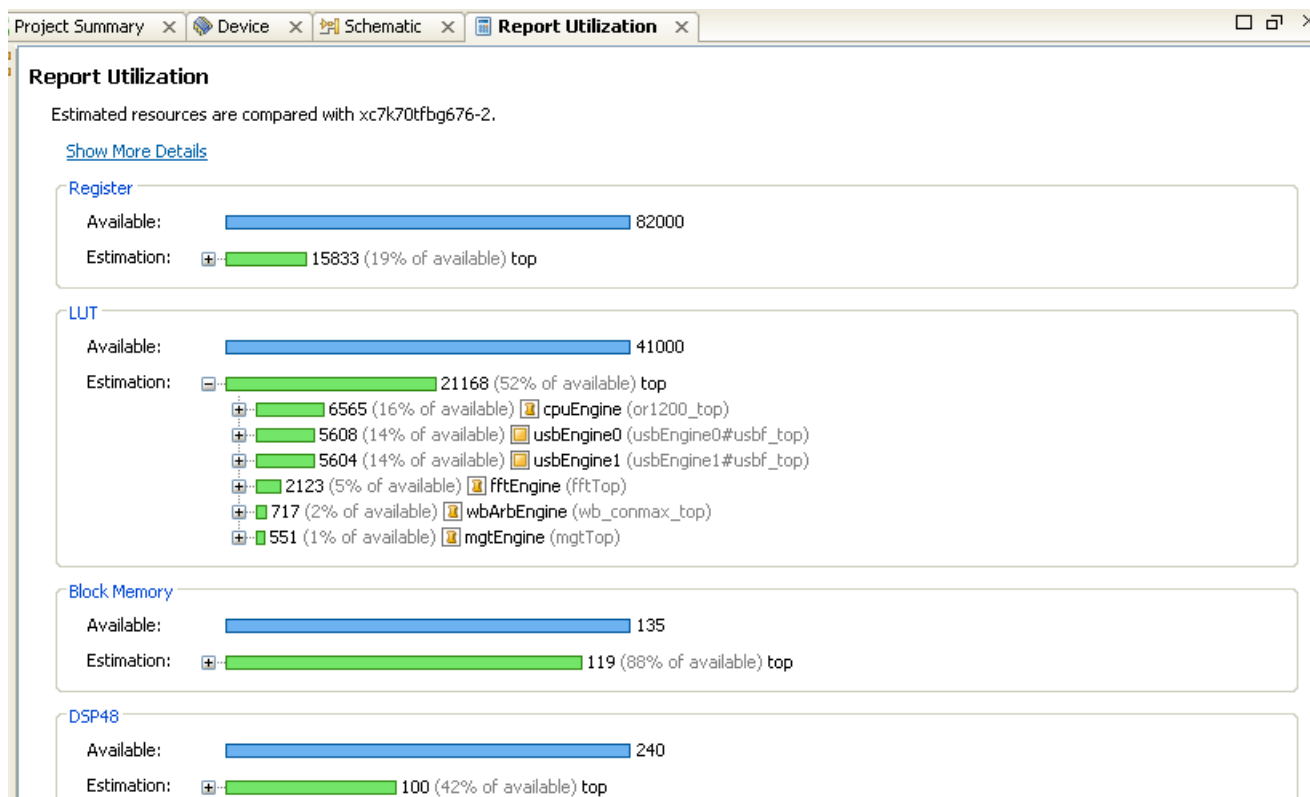 Project Summary Device Schematic Report Utilization
Report Utilization
Estimated resources are compared with xc7k70tfbg676-2.
Show More Details
Register
Available: 82000
Estimation: 15833 (19% of available) top
LUT
Available: 41000
Estimation: 21168 (52% of available) top
6565 (16% of available) cpuEngine (or1200_top)
5608 (14% of available) usbEngine0 (usbEngine0#usbf_top)
5604 (14% of available) usbEngine1 (usbEngine1#usbf_top)
2123 (5% of available) fftEngine (fftTop)
717 (2% of available) wbArbEngine (wb_conmax_top)
551 (1% of available) mgtEngine (mgtTop)
Block Memory
Available: 135
Estimation: 119 (88% of available) top
DSP48
Available: 240
Estimation: 100 (42% of available) top